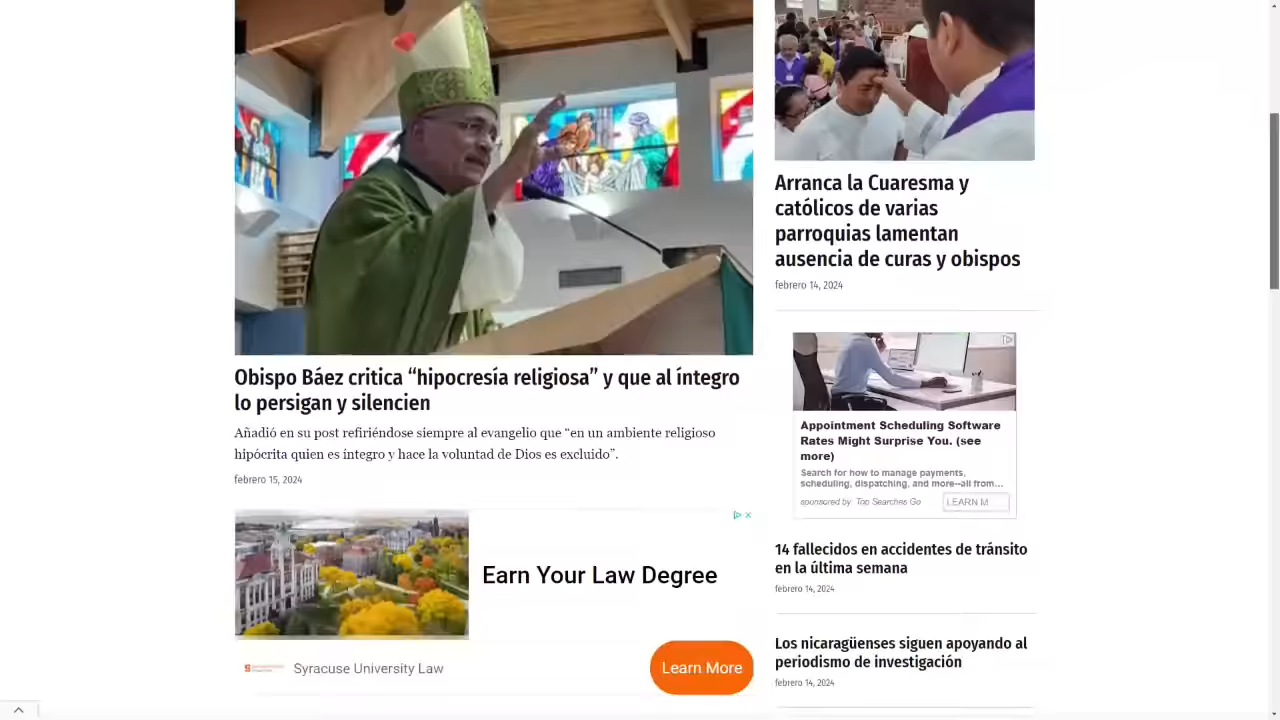 Obispo Báez critica “hipocresía religiosa” y que al íntegro
lo persigan y silencien
Añadió en su post refiriéndose siempre al evangelio que “en un ambiente religioso
hipócrita quien es íntegro y hace la voluntad de Dios es excluido”.
febrero 15, 2024
Earn Your Law Degree
Syracuse University Law
Learn More
Arranca la Cuaresma y
católicos de varias
parroquias lamentan
ausencia de curas y obispos
febrero 14, 2024
Appointment Scheduling Software
Rates Might Surprise You. (see
more)
Search for how to manage payments,
scheduling, dispatching, and more--all from...
sponsored by: Top Searches Go
LEARN M
14 fallecidos en accidentes de tránsito
en la última semana
febrero 14, 2024
Los nicaragüenses siguen apoyando al
periodismo de investigación
febrero 14, 2024